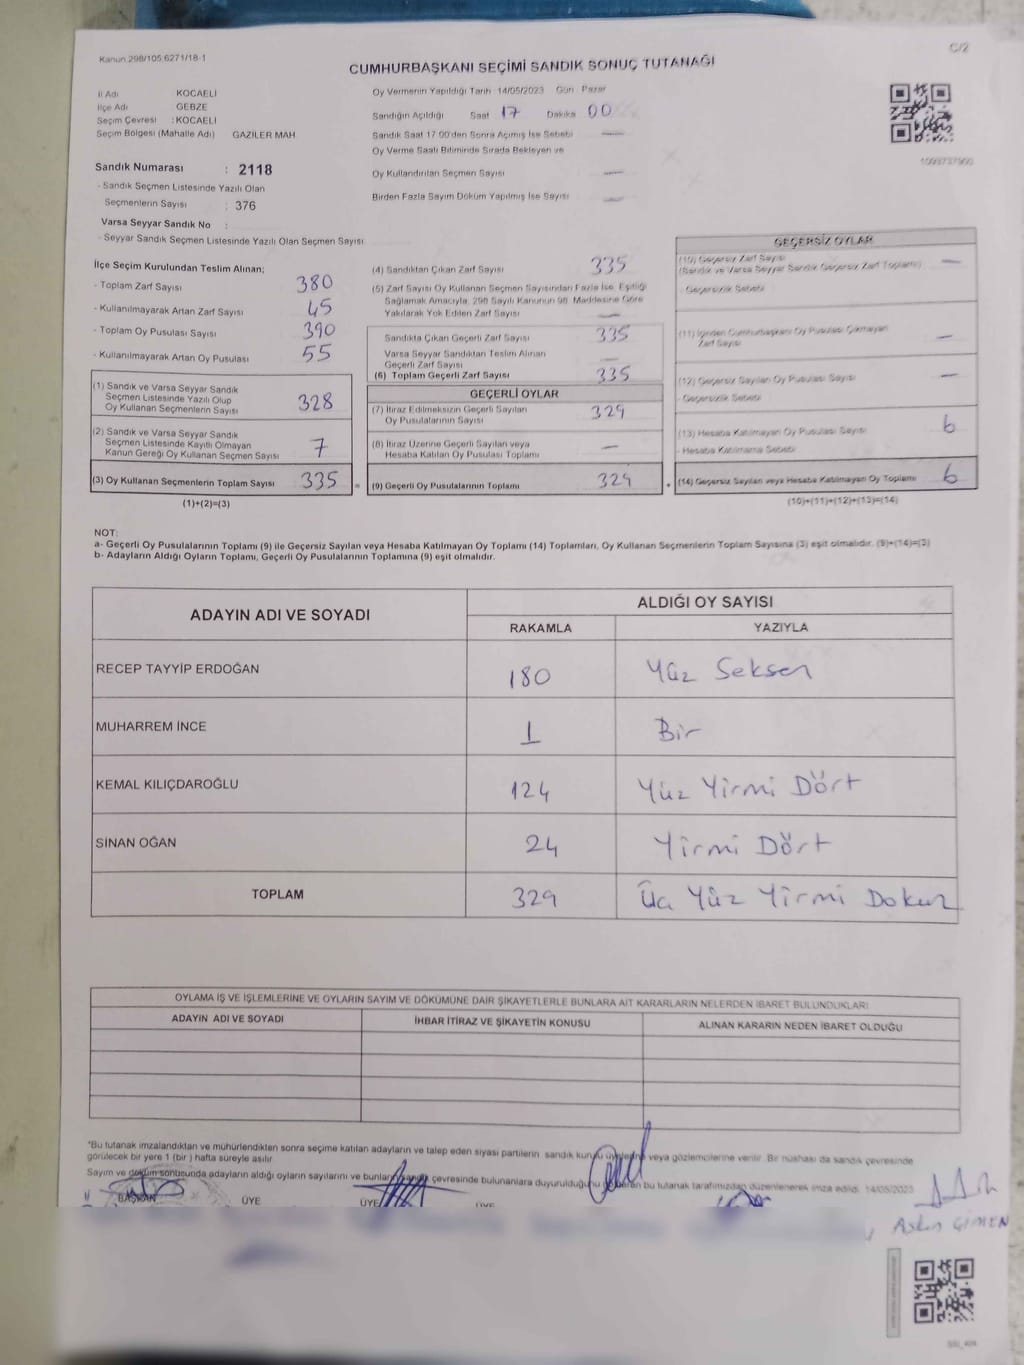 Kanun 298/105,6271/18-1
C/2
CUMHURBAŞKANI SEÇİMİ SANDIK SONUÇ TUTANAĞI
İl Adı KOCAELİ
İlçe Adı GEBZE
Seçim Çevresi : KOCAELİ
Seçim Bölgesi (Mahalle Adı) GAZİLER MAH
Oy Vermenin Yapıldığı Tarih 14/05/2023 Gün Pazar
Sandığın Açıldığı Saat 17 Dakika 00
Sandık Saat 17 00'den Sonra Açılmış İse Sebebi —
Oy Verme Saati Bitiminde Sırada Bekleyen ve
Oy Kullandırılan Seçmen Sayısı —
Birden Fazla Sayım Döküm Yapılmış İse Sayısı —
Sandık Numarası : 2118
- Sandık Seçmen Listesinde Yazılı Olan
Seçmenlerin Sayısı : 376
Varsa Seyyar Sandık No :
- Seyyar Sandık Seçmen Listesinde Yazılı Olan Seçmen Sayısı
İlçe Seçim Kurulundan Teslim Alınan;
- Toplam Zarf Sayısı 380
- Kullanılmayarak Artan Zarf Sayısı 45
- Toplam Oy Pusulası Sayısı 390
- Kullanılmayarak Artan Oy Pusulası 55
(1) Sandık ve Varsa Seyyar Sandık
Seçmen Listesinde Yazılı Olup
Oy Kullanan Seçmenlerin Sayısı 328
(2) Sandık ve Varsa Seyyar Sandık
Seçmen Listesinde Kayıtlı Olmayan
Kanun Gereği Oy Kullanan Seçmen Sayısı 7
(3) Oy Kullanan Seçmenlerin Toplam Sayısı 335 =
(1)+(2)=(3)
(4) Sandıktan Çıkan Zarf Sayısı 335
(5) Zarf Sayısı Oy Kullanan Seçmen Sayısından Fazla İse, Eşitliği
Sağlamak Amacıyla, 298 Sayılı Kanunun 98. Maddesine Göre
Yakılarak Yok Edilen Zarf Sayısı —
Sandıkta Çıkan Geçerli Zarf Sayısı 335
Varsa Seyyar Sandıktan Teslim Alınan
Geçerli Zarf Sayısı —
(6) Toplam Geçerli Zarf Sayısı 335
GEÇERLİ OYLAR
(7) İtiraz Edilmeksizin Geçerli Sayılan
Oy Pusulalarının Sayısı 329
(8) İtiraz Üzerine Geçerli Sayılan veya
Hesaba Katılan Oy Pusulası Toplamı —
(9) Geçerli Oy Pusulalarının Toplamı 329 +
GEÇERSİZ OYLAR
(10) Geçersiz Zarf Sayısı —
(Sandık ve Varsa Seyyar Sandık Geçersiz Zarf Toplamı)
- Geçersizlik Sebebi
(11) İçinden Cumhurbaşkanı Oy Pusulası Çıkmayan
Zarf Sayısı —
(12) Geçersiz Sayılan Oy Pusulası Sayısı —
- Geçersizlik Sebebi
(13) Hesaba Katılmayan Oy Pusulası Sayısı 6
- Hesaba Katılmama Sebebi
(14) Geçersiz Sayılan veya Hesaba Katılmayan Oy Toplamı 6
(10)+(11)+(12)+(13)=(14)
NOT:
a- Geçerli Oy Pusulalarının Toplamı (9) ile Geçersiz Sayılan veya Hesaba Katılmayan Oy Toplamı (14) Toplamları, Oy Kullanan Seçmenlerin Toplam Sayısına (3) eşit olmalıdır. (9)+(14)=(3)
b- Adayların Aldığı Oyların Toplamı, Geçerli Oy Pusulalarının Toplamına (9) eşit olmalıdır.
ADAYIN ADI VE SOYADI
ALDIĞI OY SAYISI
RAKAMLA YAZIYLA
RECEP TAYYİP ERDOĞAN 180 Yüz Seksen
MUHARREM İNCE 1 Bir
KEMAL KILIÇDAROĞLU 124 Yüz Yirmi Dört
SİNAN OĞAN 24 Yirmi Dört
TOPLAM 329 Üç Yüz Yirmi Dokuz
OYLAMA İŞ VE İŞLEMLERİNE VE OYLARIN SAYIM VE DÖKÜMÜNE DAİR ŞİKAYETLERLE BUNLARA AİT KARARLARIN NELERDEN İBARET BULUNDUKLARI
ADAYIN ADI VE SOYADI İHBAR İTİRAZ VE ŞİKAYETİN KONUSU ALINAN KARARIN NEDEN İBARET OLDUĞU
*Bu tutanak imzalandıktan ve mühürlendikten sonra seçime katılan adayların ve talep eden siyasi partilerin sandık kurulu üyelerine veya gözlemcilerine verilir. Bir nüshası da sandık çevresinde
görülecek bir yere 1 (bir) hafta süreyle asılır
Sayım ve döküm sonucunda adayların aldığı oyların sayılarını ve bunların sandık çevresinde bulunanlara duyurulduğunu gösteren bu tutanak tarafımızdan düzenlenerek imza edildi. 14/05/2023
BAŞKAN ÜYE ÜYE ÜYE
Aslın ÇİMEN